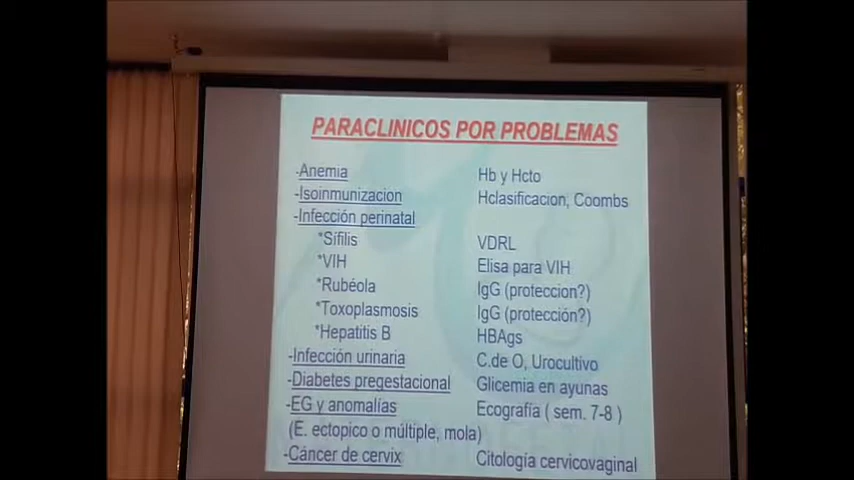 PARACLINICOS POR PROBLEMAS
-Anemia Hb y Hcto
-Isoinmunización Hclasificacion, Coombs
-Infección perinatal
*Sífilis VDRL
*VIH Elisa para VIH
*Rubéola IgG (proteccion?)
*Toxoplasmosis IgG (protección?)
*Hepatitis B HBAgs
-Infección urinaria C.de O, Urocultivo
-Diabetes pregestacional Glicemia en ayunas
-EG y anomalías Ecografía ( sem. 7-8 )
(E. ectopico o múltiple, mola)
-Cáncer de cervix Citología cervicovaginal